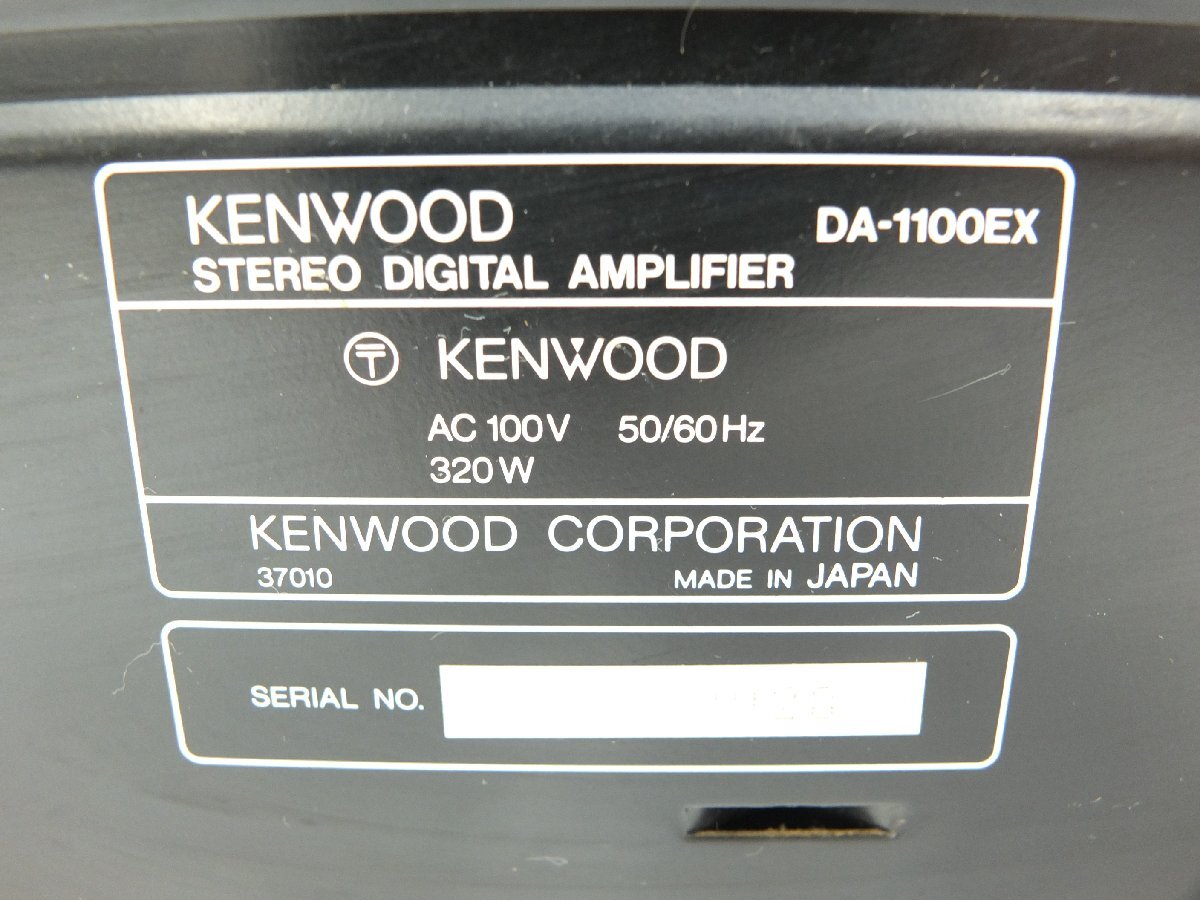 KENWOOD DA-1100EX
STEREO DIGITAL AMPLIFIER
KENWOOD
AC 100V 50/60Hz
320W
KENWOOD CORPORATION
37010 MADE IN JAPAN
SERIAL NO.